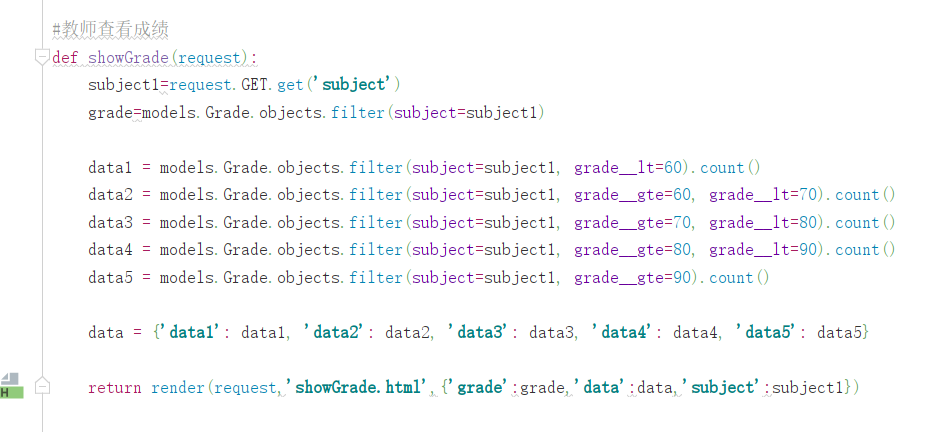 #教师查看成绩
def showGrade(request):
subject1=request.GET.get('subject')
grade=models.Grade.objects.filter(subject=subject1)
data1 = models.Grade.objects.filter(subject=subject1, grade__lt=60).count()
data2 = models.Grade.objects.filter(subject=subject1, grade__gte=60, grade__lt=70).count()
data3 = models.Grade.objects.filter(subject=subject1, grade__gte=70, grade__lt=80).count()
data4 = models.Grade.objects.filter(subject=subject1, grade__gte=80, grade__lt=90).count()
data5 = models.Grade.objects.filter(subject=subject1, grade__gte=90).count()
data = {'data1': data1, 'data2': data2, 'data3': data3, 'data4': data4, 'data5': data5}
H
return render(request,'showGrade.html',{'grade':grade,'data':data,'subject':subject1})